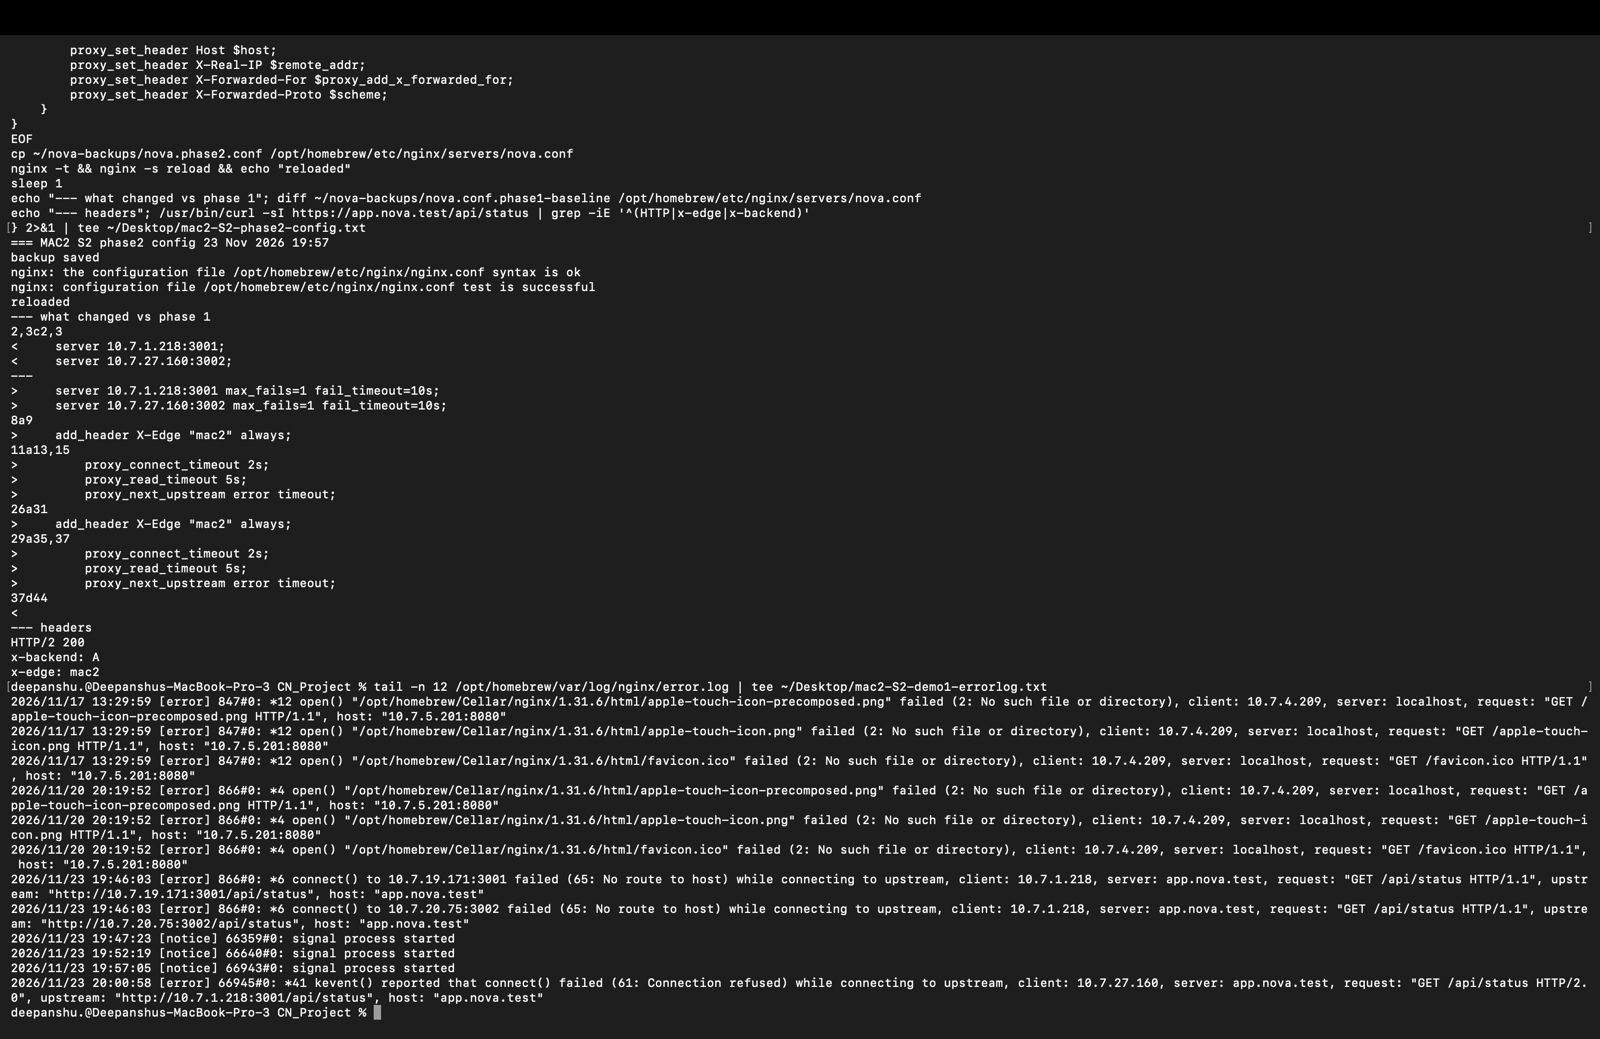 proxy_set_header Host $host;
        proxy_set_header X-Real-IP $remote_addr;
        proxy_set_header X-Forwarded-For $proxy_add_x_forwarded_for;
        proxy_set_header X-Forwarded-Proto $scheme;
    }
}
EOF
cp ~/nova-backups/nova.phase2.conf /opt/homebrew/etc/nginx/servers/nova.conf
nginx -t && nginx -s reload && echo "reloaded"
sleep 1
echo "--- what changed vs phase 1"; diff ~/nova-backups/nova.conf.phase1-baseline /opt/homebrew/etc/nginx/servers/nova.conf
echo "--- headers"; /usr/bin/curl -sI https://app.nova.test/api/status | grep -iE '^(HTTP|x-edge|x-backend)'
[} 2>&1 | tee ~/Desktop/mac2-S2-phase2-config.txt ]
=== MAC2 S2 phase2 config 23 Nov 2026 19:57
backup saved
nginx: the configuration file /opt/homebrew/etc/nginx/nginx.conf syntax is ok
nginx: configuration file /opt/homebrew/etc/nginx/nginx.conf test is successful
reloaded
--- what changed vs phase 1
2,3c2,3
<     server 10.7.1.218:3001;
<     server 10.7.27.160:3002;
---
>     server 10.7.1.218:3001 max_fails=1 fail_timeout=10s;
>     server 10.7.27.160:3002 max_fails=1 fail_timeout=10s;
8a9
>     add_header X-Edge "mac2" always;
11a13,15
>         proxy_connect_timeout 2s;
>         proxy_read_timeout 5s;
>         proxy_next_upstream error timeout;
26a31
>     add_header X-Edge "mac2" always;
29a35,37
>         proxy_connect_timeout 2s;
>         proxy_read_timeout 5s;
>         proxy_next_upstream error timeout;
37d44
<
--- headers
HTTP/2 200
x-backend: A
x-edge: mac2
[deepanshu.@Deepanshus-MacBook-Pro-3 CN_Project % tail -n 12 /opt/homebrew/var/log/nginx/error.log | tee ~/Desktop/mac2-S2-demo1-errorlog.txt ]
2026/11/17 13:29:59 [error] 847#0: *12 open() "/opt/homebrew/Cellar/nginx/1.31.6/html/apple-touch-icon-precomposed.png" failed (2: No such file or directory), client: 10.7.4.209, server: localhost, request: "GET /
apple-touch-icon-precomposed.png HTTP/1.1", host: "10.7.5.201:8080"
2026/11/17 13:29:59 [error] 847#0: *12 open() "/opt/homebrew/Cellar/nginx/1.31.6/html/apple-touch-icon.png" failed (2: No such file or directory), client: 10.7.4.209, server: localhost, request: "GET /apple-touch-
icon.png HTTP/1.1", host: "10.7.5.201:8080"
2026/11/17 13:29:59 [error] 847#0: *12 open() "/opt/homebrew/Cellar/nginx/1.31.6/html/favicon.ico" failed (2: No such file or directory), client: 10.7.4.209, server: localhost, request: "GET /favicon.ico HTTP/1.1"
, host: "10.7.5.201:8080"
2026/11/20 20:19:52 [error] 866#0: *4 open() "/opt/homebrew/Cellar/nginx/1.31.6/html/apple-touch-icon-precomposed.png" failed (2: No such file or directory), client: 10.7.4.209, server: localhost, request: "GET /a
pple-touch-icon-precomposed.png HTTP/1.1", host: "10.7.5.201:8080"
2026/11/20 20:19:52 [error] 866#0: *4 open() "/opt/homebrew/Cellar/nginx/1.31.6/html/apple-touch-icon.png" failed (2: No such file or directory), client: 10.7.4.209, server: localhost, request: "GET /apple-touch-i
con.png HTTP/1.1", host: "10.7.5.201:8080"
2026/11/20 20:19:52 [error] 866#0: *4 open() "/opt/homebrew/Cellar/nginx/1.31.6/html/favicon.ico" failed (2: No such file or directory), client: 10.7.4.209, server: localhost, request: "GET /favicon.ico HTTP/1.1",
 host: "10.7.5.201:8080"
2026/11/23 19:46:03 [error] 866#0: *6 connect() to 10.7.19.171:3001 failed (65: No route to host) while connecting to upstream, client: 10.7.1.218, server: app.nova.test, request: "GET /api/status HTTP/1.1", upstr
eam: "http://10.7.19.171:3001/api/status", host: "app.nova.test"
2026/11/23 19:46:03 [error] 866#0: *6 connect() to 10.7.20.75:3002 failed (65: No route to host) while connecting to upstream, client: 10.7.1.218, server: app.nova.test, request: "GET /api/status HTTP/1.1", upstre
am: "http://10.7.20.75:3002/api/status", host: "app.nova.test"
2026/11/23 19:47:23 [notice] 66359#0: signal process started
2026/11/23 19:52:19 [notice] 66640#0: signal process started
2026/11/23 19:57:05 [notice] 66943#0: signal process started
2026/11/23 20:00:58 [error] 66945#0: *41 kevent() reported that connect() failed (61: Connection refused) while connecting to upstream, client: 10.7.27.160, server: app.nova.test, request: "GET /api/status HTTP/2.
0", upstream: "http://10.7.1.218:3001/api/status", host: "app.nova.test"
deepanshu.@Deepanshus-MacBook-Pro-3 CN_Project %